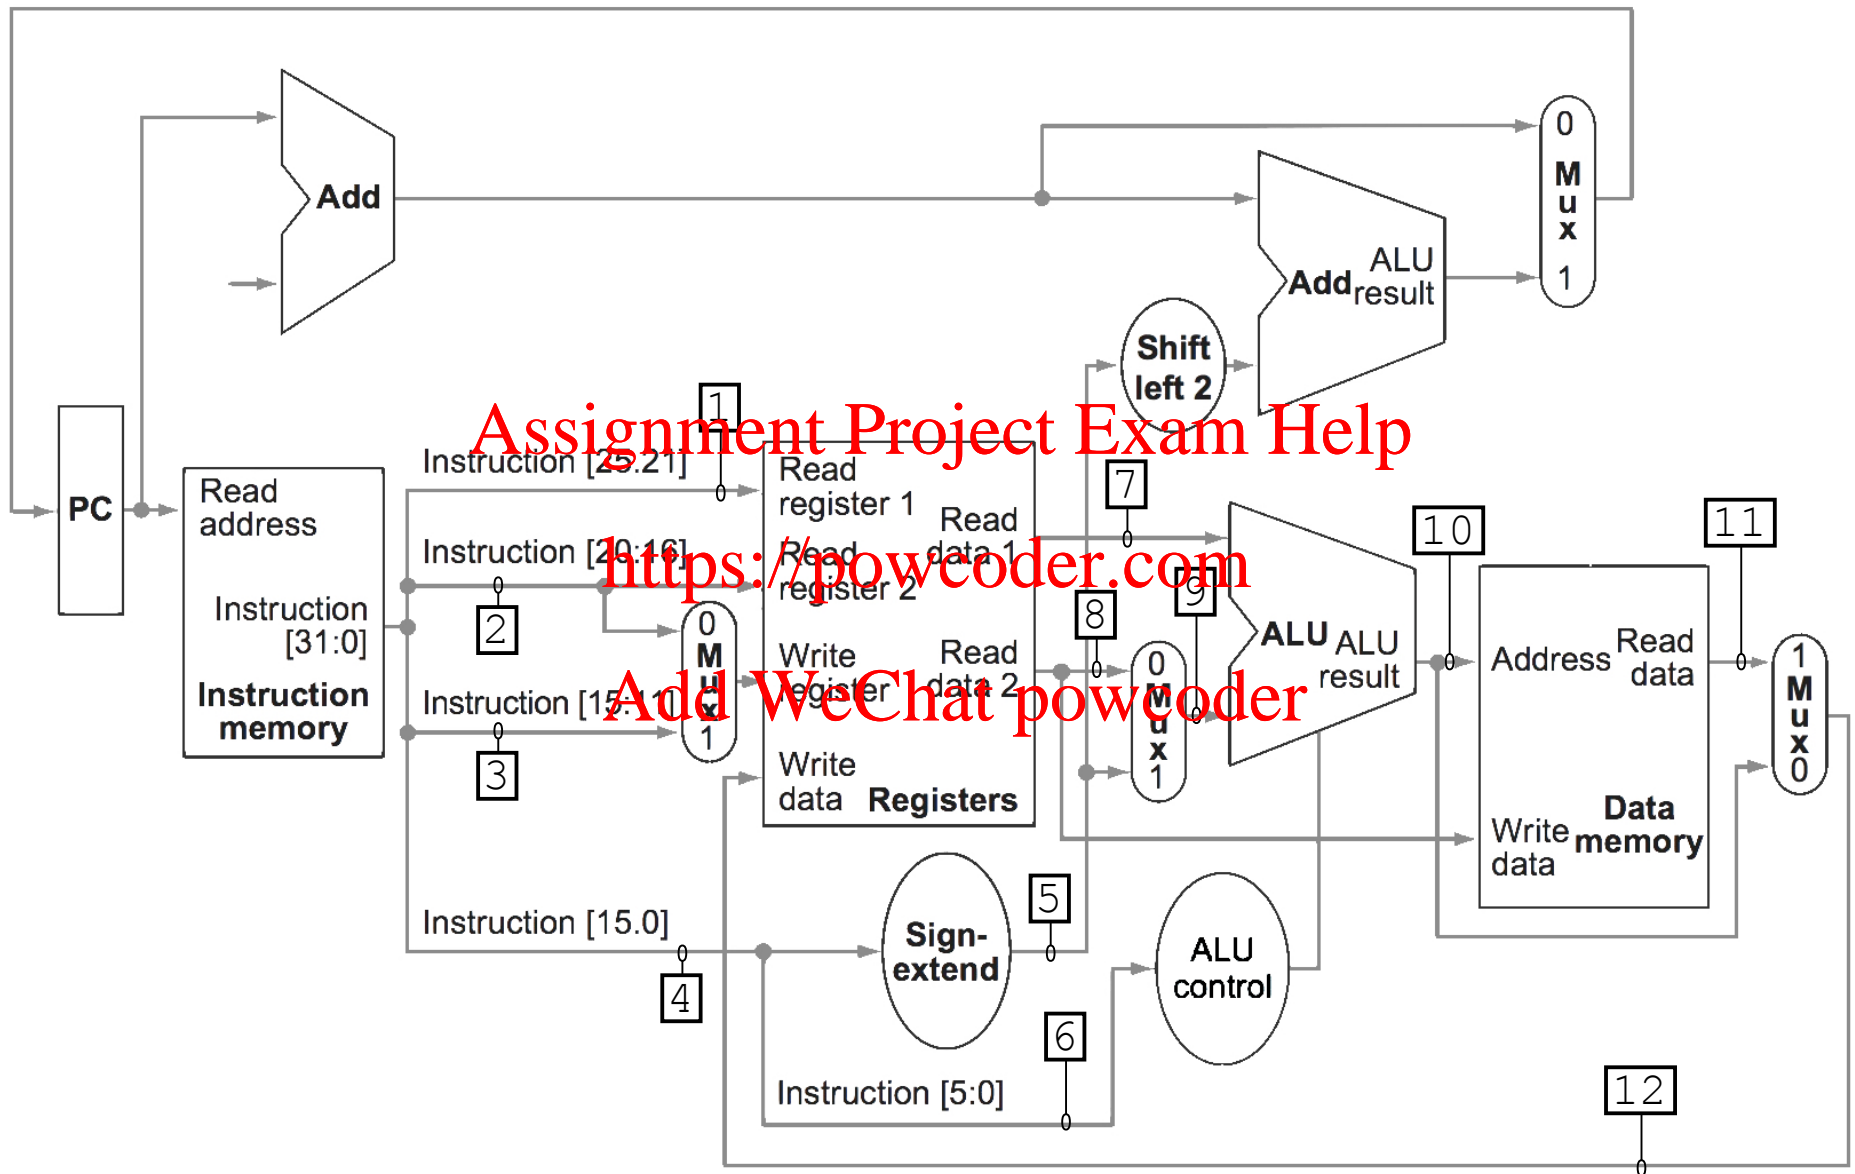 0
M
u
x
1
Add
ALU
Add result
Shift
left 2
1
Assignment Project Exam Help
Instruction [25:21]
Read
register 1
7
PC
Read
address
Read
data 1
10
11
Instruction [20:16]
Read
register 2
https://powcoder.com
9
8
2
Instruction
[31:0]
0
M
u
x
1
Write
register
Read
data 2
0
M
u
x
1
ALU ALU
result
Address
Read
data
1
M
u
x
0
Instruction
memory
Instruction [15:11]
Add WeChat powcoder
3
Write
data
Registers
Write
data
Data
memory
Instruction [15.0]
4
Sign-
extend
5
ALU
control
6
Instruction [5:0]
12